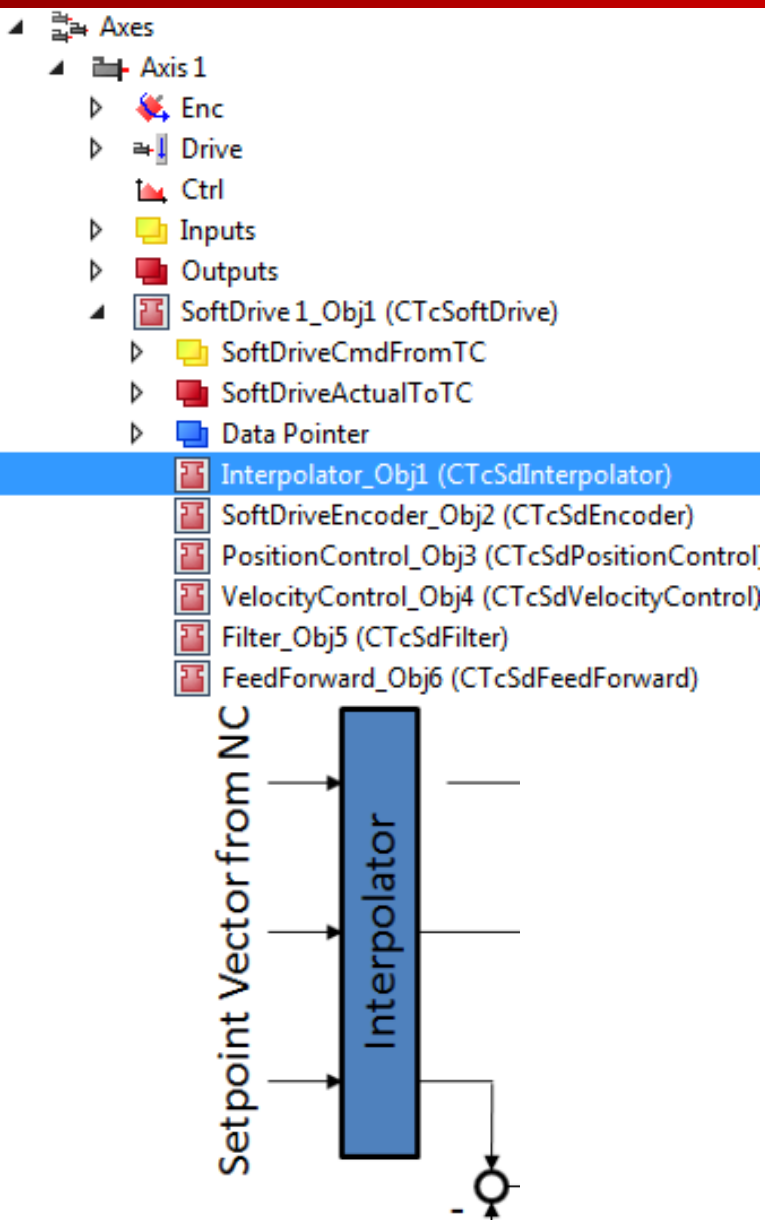 Axes
Axis 1
Enc
Drive
Ctrl
Inputs
Outputs
SoftDrive 1_Obj1 (CTcSoftDrive)
SoftDriveCmdFromTC
SoftDriveActualToTC
Data Pointer
Interpolator_Obj1 (CTcSdInterpolator)
SoftDriveEncoder_Obj2 (CTcSdEncoder)
PositionControl_Obj3 (CTcSdPositionControl)
VelocityControl_Obj4 (CTcSdVelocityControl)
Filter_Obj5 (CTcSdFilter)
FeedForward_Obj6 (CTcSdFeedForward)
Setpoint Vector from NC
Interpolator
-